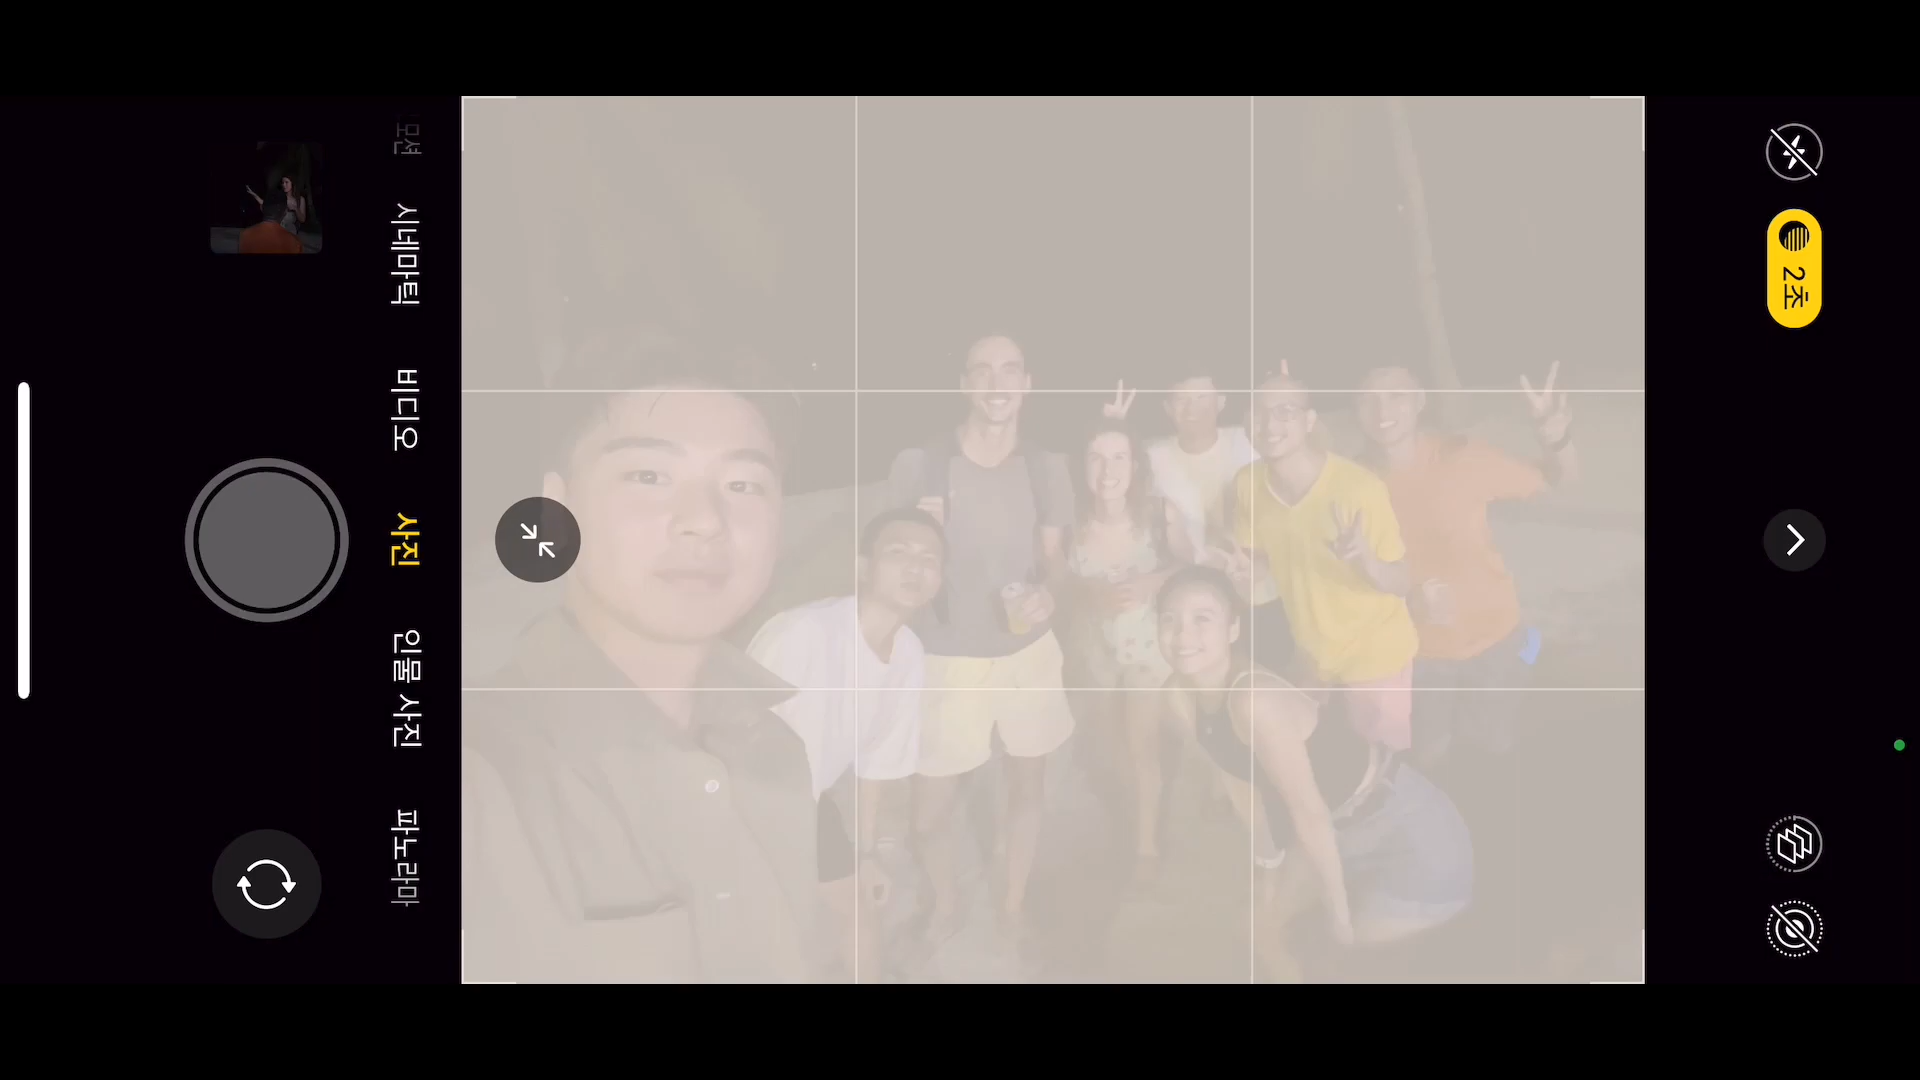 모션
시네마틱
비디오
사진
인물 사진
파노라마
2초